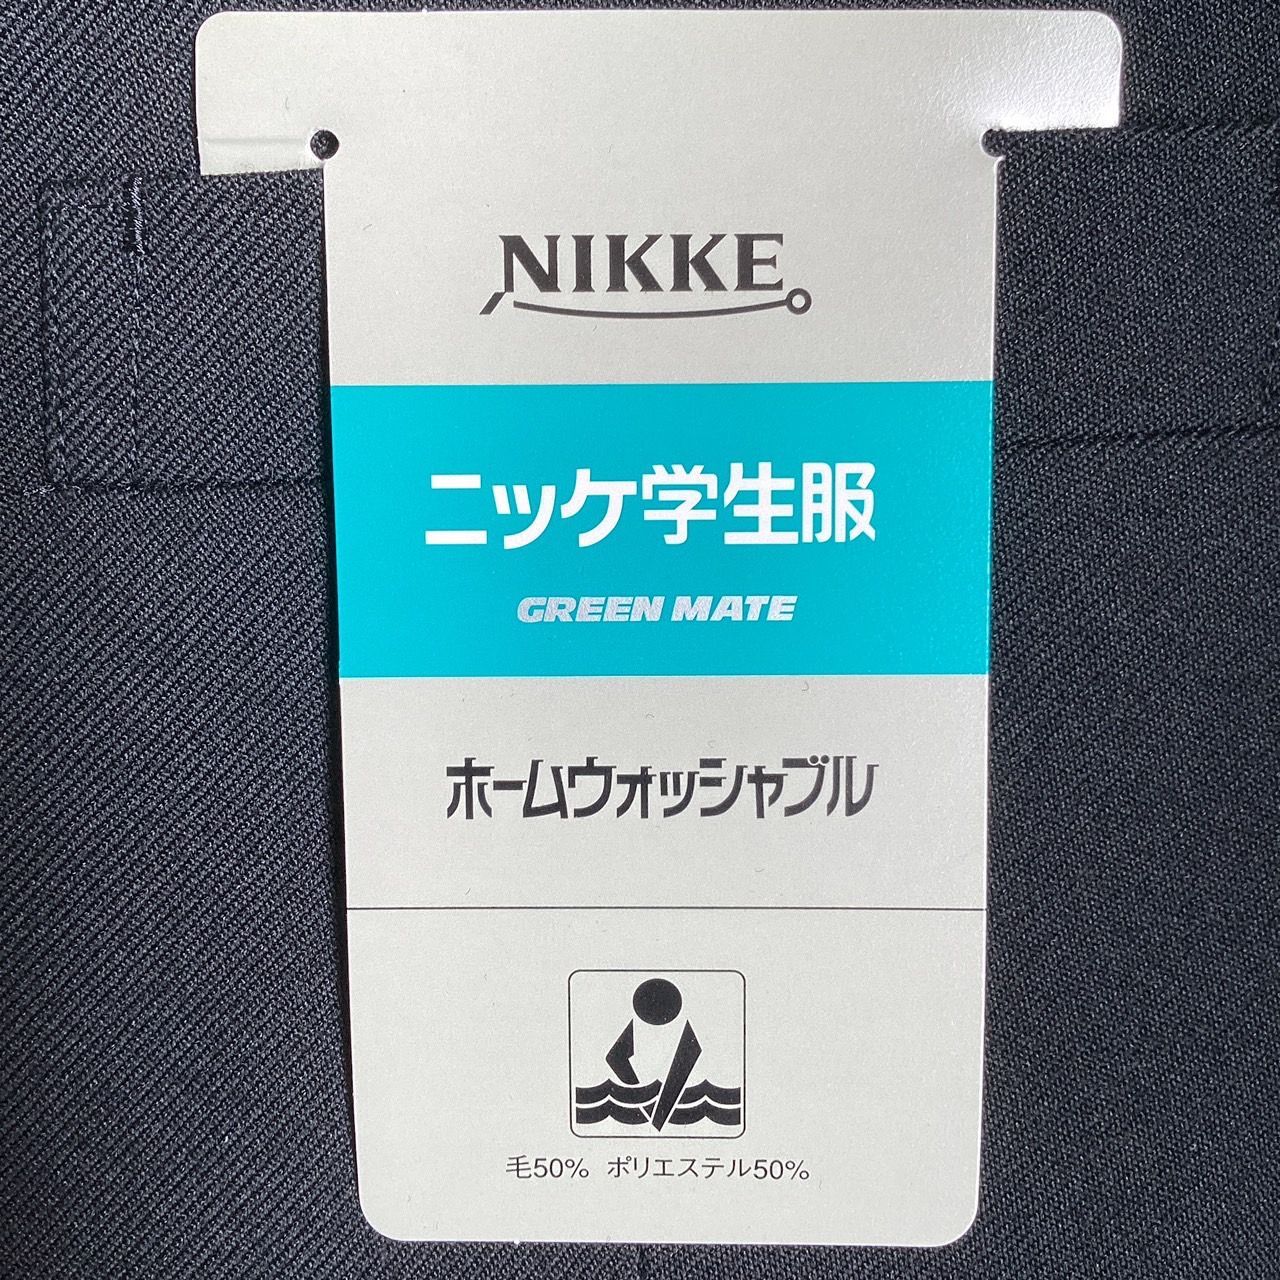 NIKKE
ニッケ学生服
GREEN MATE
ホームウォッシャブル
毛50% ポリエステル50%